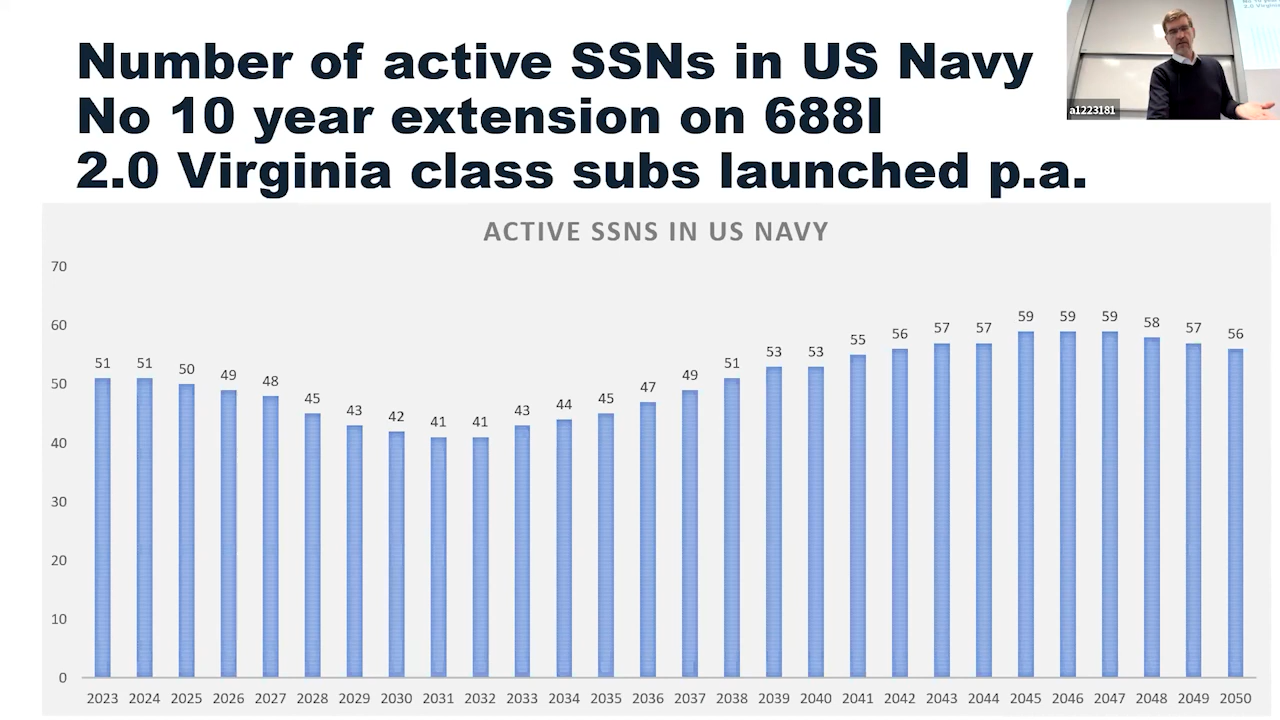 Number of active SSNs in US Navy
No 10 year extension on 688I
2.0 Virginia class subs launched p.a.
a1223181
ACTIVE SSNS IN US NAVY
70
60
50
40
30
20
10
0
51 51 50 49 48 45 43 42 41 41 43 44 45 47 49 51 53 53 55 56 57 57 59 59 59 58 57 56
2023 2024 2025 2026 2027 2028 2029 2030 2031 2032 2033 2034 2035 2036 2037 2038 2039 2040 2041 2042 2043 2044 2045 2046 2047 2048 2049 2050